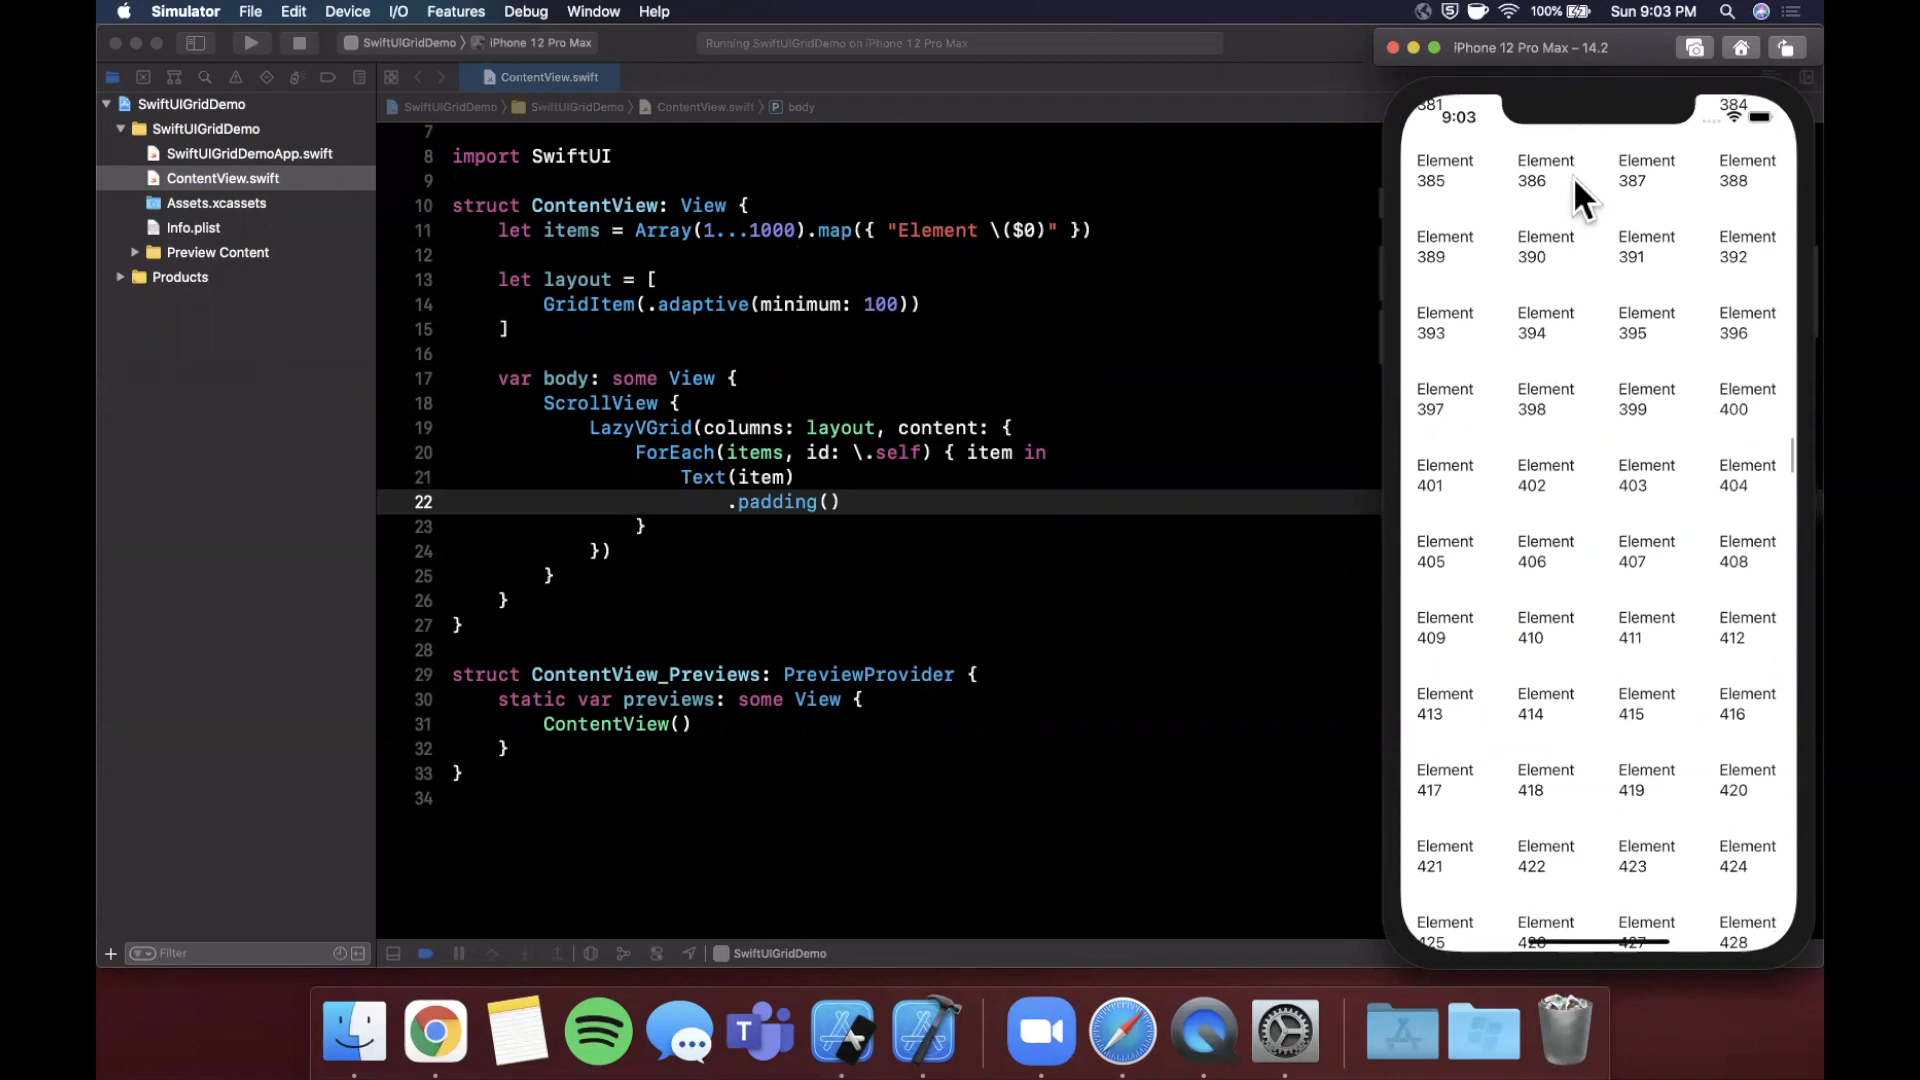 Simulator File Edit Device I/O Features Debug Window Help
100% Sun 9:03 PM
SwiftUIGridDemo iPhone 12 Pro Max
Running SwiftUIGridDemo on iPhone 12 Pro Max
iPhone 12 Pro Max – 14.2
ContentView.swift
SwiftUIGridDemo SwiftUIGridDemo ContentView.swift P body
SwiftUIGridDemo
SwiftUIGridDemo
SwiftUIGridDemoApp.swift
ContentView.swift
Assets.xcassets
Info.plist
Preview Content
Products
Filter
7
8 import SwiftUI
9
10 struct ContentView: View {
11 let items = Array(1...1000).map({ "Element \($0)" })
12
13 let layout = [
14 GridItem(.adaptive(minimum: 100))
15 ]
16
17 var body: some View {
18 ScrollView {
19 LazyVGrid(columns: layout, content: {
20 ForEach(items, id: \.self) { item in
21 Text(item)
22 .padding()
23 }
24 })
25 }
26 }
27 }
28
29 struct ContentView_Previews: PreviewProvider {
30 static var previews: some View {
31 ContentView()
32 }
33 }
34
SwiftUIGridDemo
381 384
9:03
Element Element Element Element
385 386 387 388
Element Element Element Element
389 390 391 392
Element Element Element Element
393 394 395 396
Element Element Element Element
397 398 399 400
Element Element Element Element
401 402 403 404
Element Element Element Element
405 406 407 408
Element Element Element Element
409 410 411 412
Element Element Element Element
413 414 415 416
Element Element Element Element
417 418 419 420
Element Element Element Element
421 422 423 424
Element Element Element Element
425 426 427 428
T